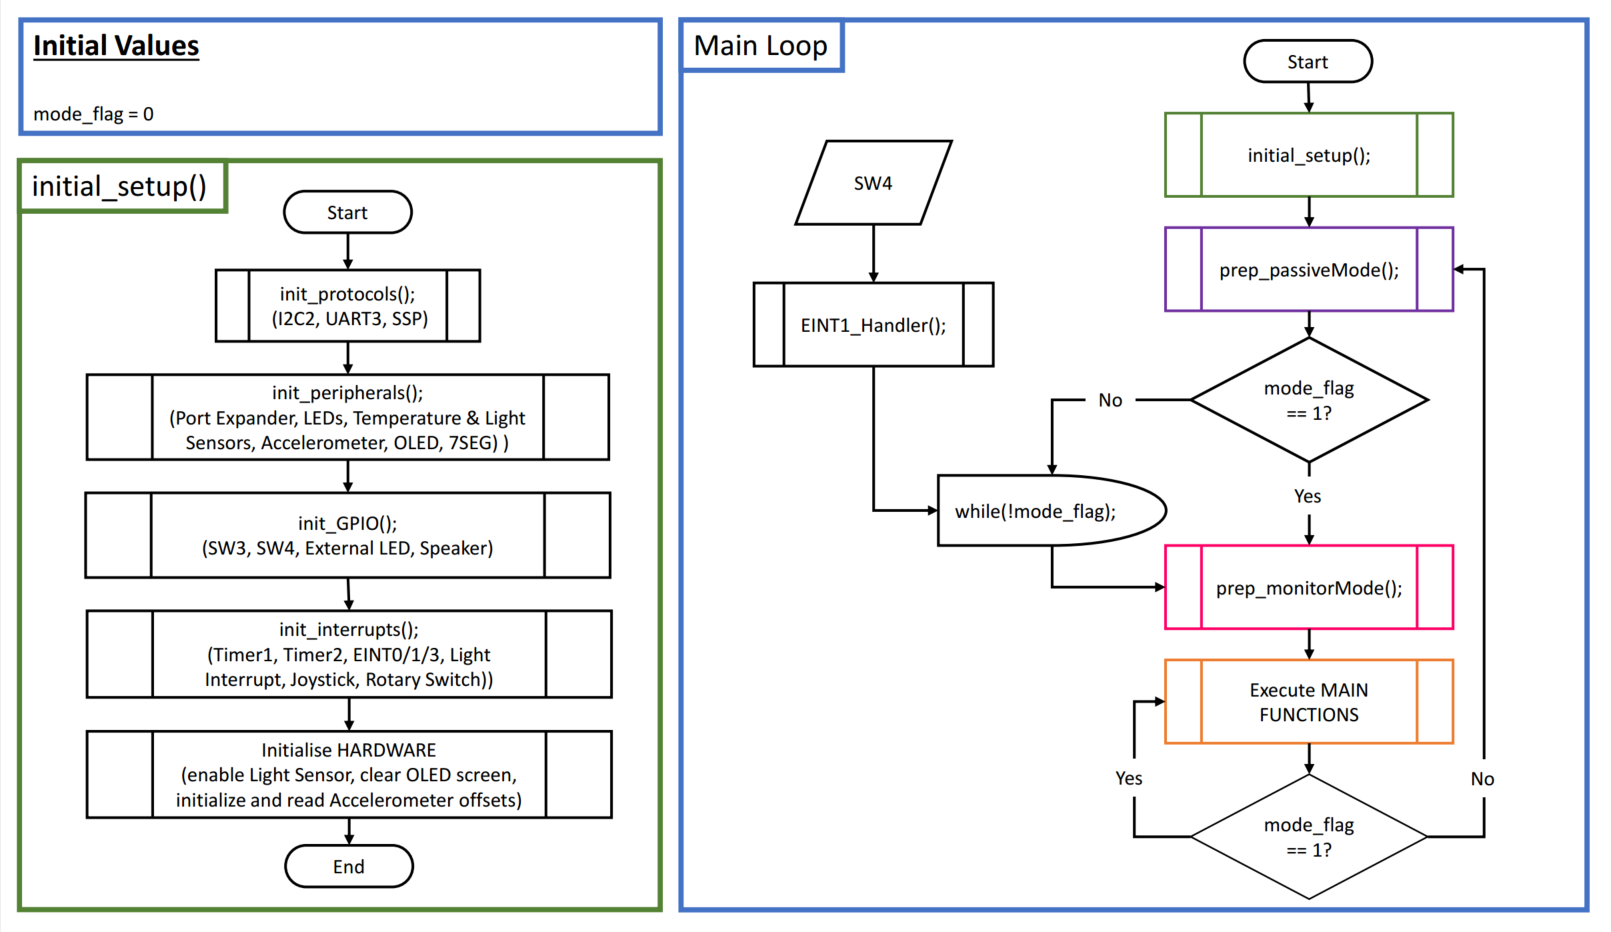 Initial Values
mode_flag = 0
initial_setup()
Start
init_protocols();
(I2C2, UART3, SSP)
init_peripherals();
(Port Expander, LEDs, Temperature & Light
Sensors, Accelerometer, OLED, 7SEG) )
init_GPIO();
(SW3, SW4, External LED, Speaker)
init_interrupts();
(Timer1, Timer2, EINT0/1/3, Light
Interrupt, Joystick, Rotary Switch))
Initialise HARDWARE
(enable Light Sensor, clear OLED screen,
initialize and read Accelerometer offsets)
End
Main Loop
Start
initial_setup();
SW4
prep_passiveMode();
EINT1_Handler();
mode_flag
== 1?
No
Yes
while(!mode_flag);
prep_monitorMode();
Execute MAIN
FUNCTIONS
Yes
No
mode_flag
== 1?